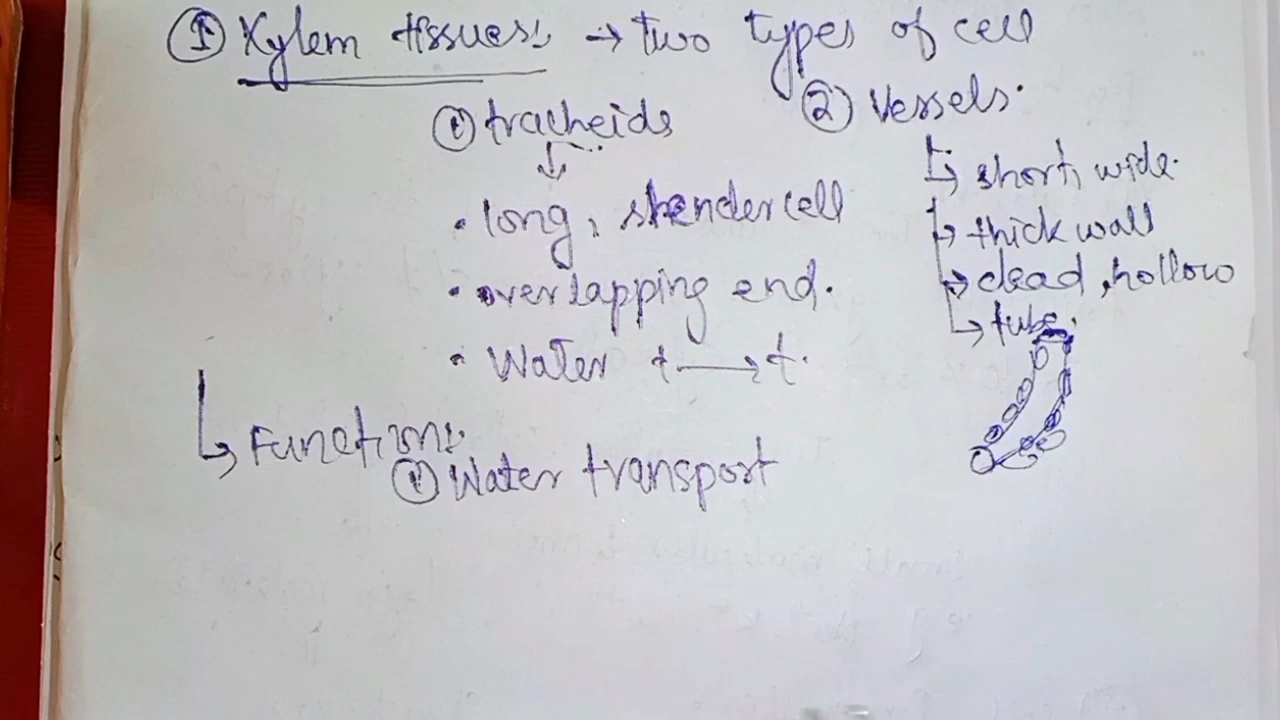 ① Xylem tissues: → two types of cell
① tracheids
② Vessels.
• long, slender cell
• overlapping end.
• Water t → t.
↳ short, wide.
↳ thick wall
↳ dead, hollow
↳ tube.
↳ Function:
① Water transport